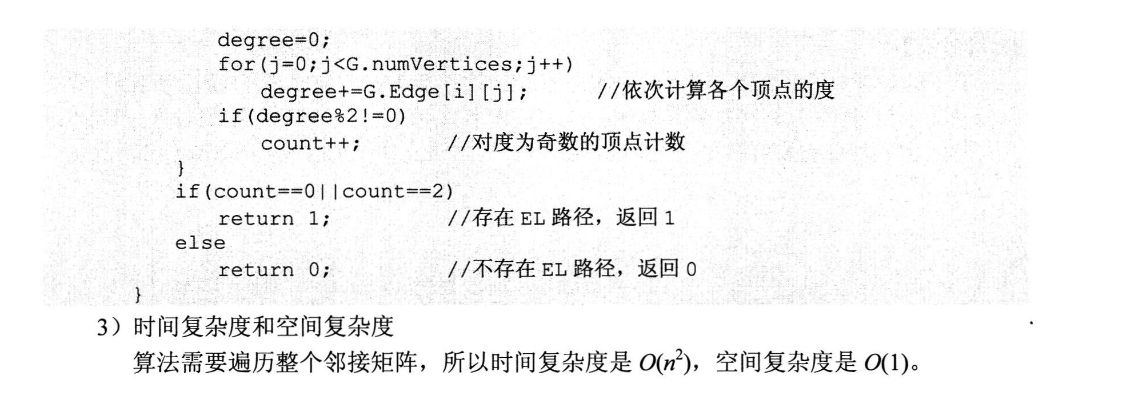 degree=0;
for(j=0;j<G.numVertices;j++)
degree+=G.Edge[i][j]; //依次计算各个顶点的度
if(degree%2!=0)
count++; //对度为奇数的顶点计数
}
if(count==0||count==2)
return 1; //存在 EL 路径，返回 1
else
return 0; //不存在 EL 路径，返回 0
}
3）时间复杂度和空间复杂度
算法需要遍历整个邻接矩阵，所以时间复杂度是 O(n²)，空间复杂度是 O(1)。